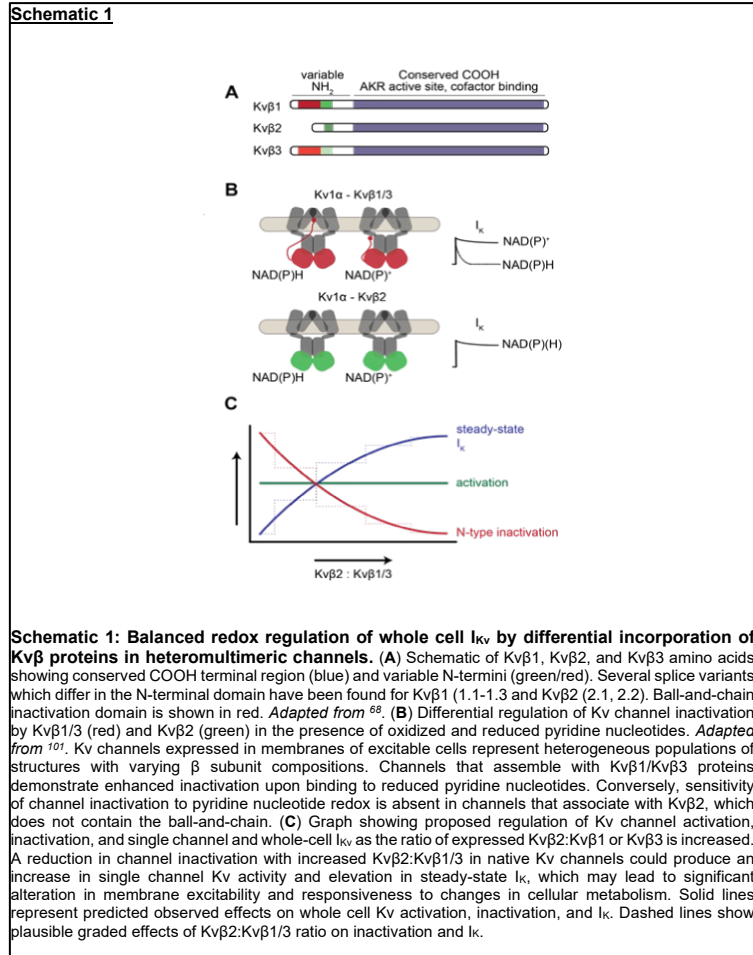 Schematic 1
variable
NH2
Conserved COOH
AKR active site, cofactor binding
A
Kvβ1
Kvβ2
Kvβ3
B
Kv1α - Kvβ1/3
IK
NAD(P)+
NAD(P)H
NAD(P)H
NAD(P)+
Kv1α - Kvβ2
IK
NAD(P)(H)
NAD(P)H
NAD(P)+
C
steady-state
IK
activation
N-type inactivation
Kvβ2 : Kvβ1/3
Schematic 1: Balanced redox regulation of whole cell IKv by differential incorporation of
Kvβ proteins in heteromultimeric channels. (A) Schematic of Kvβ1, Kvβ2, and Kvβ3 amino acids
showing conserved COOH terminal region (blue) and variable N-termini (green/red). Several splice variants
which differ in the N-terminal domain have been found for Kvβ1 (1.1-1.3 and Kvβ2 (2.1, 2.2). Ball-and-chain
inactivation domain is shown in red. Adapted from 68. (B) Differential regulation of Kv channel inactivation
by Kvβ1/3 (red) and Kvβ2 (green) in the presence of oxidized and reduced pyridine nucleotides. Adapted
from 101. Kv channels expressed in membranes of excitable cells represent heterogeneous populations of
structures with varying β subunit compositions. Channels that assemble with Kvβ1/Kvβ3 proteins
demonstrate enhanced inactivation upon binding to reduced pyridine nucleotides. Conversely, sensitivity
of channel inactivation to pyridine nucleotide redox is absent in channels that associate with Kvβ2, which
does not contain the ball-and-chain. (C) Graph showing proposed regulation of Kv channel activation,
inactivation, and single channel and whole-cell IKv as the ratio of expressed Kvβ2:Kvβ1 or Kvβ3 is increased.
A reduction in channel inactivation with increased Kvβ2:Kvβ1/3 in native Kv channels could produce an
increase in single channel Kv activity and elevation in steady-state IK, which may lead to significant
alteration in membrane excitability and responsiveness to changes in cellular metabolism. Solid lines
represent predicted observed effects on whole cell Kv activation, inactivation, and IK. Dashed lines show
plausible graded effects of Kvβ2:Kvβ1/3 ratio on inactivation and IK.